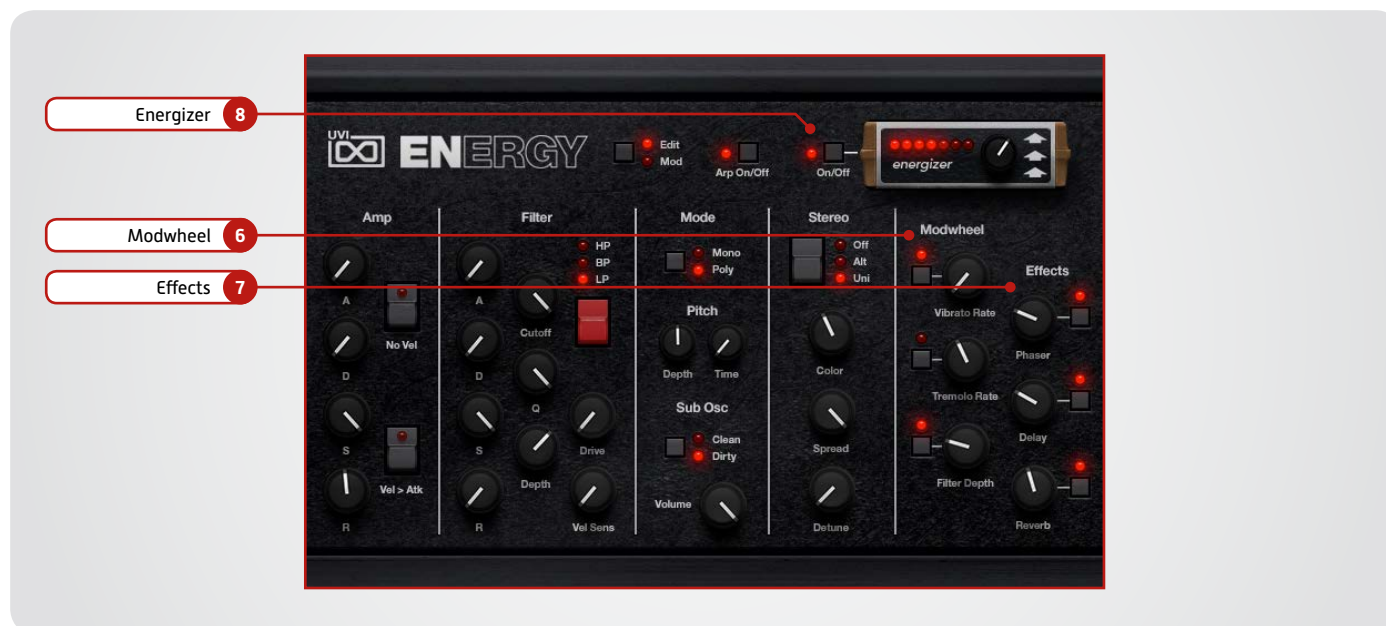 Energizer 8
Modwheel 6
Effects 7
UVI
ENERGY
Edit
Mod
Arp On/Off
On/Off
energizer
Amp
A
No Vel
D
S
Vel > Atk
R
Filter
HP
BP
LP
A
Cutoff
D
Q
S
Drive
Depth
R
Vel Sens
Mode
Mono
Poly
Pitch
Depth Time
Sub Osc
Clean
Dirty
Volume
Stereo
Off
Alt
Uni
Color
Spread
Detune
Modwheel
Vibrato Rate
Tremolo Rate
Filter Depth
Effects
Phaser
Delay
Reverb